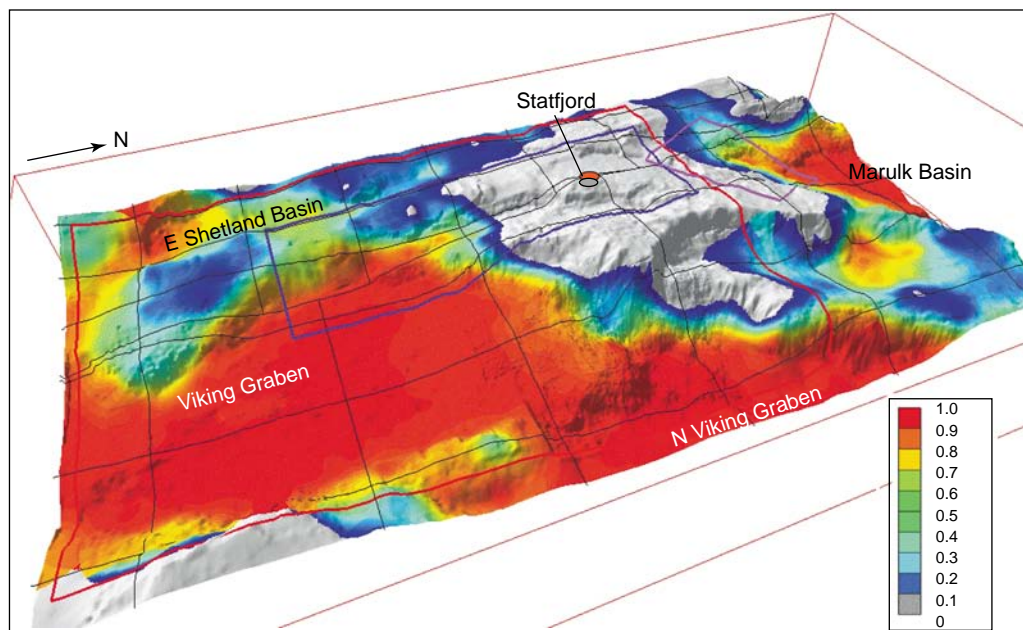 Statfjord
N
Marulk Basin
E Shetland Basin
Viking Graben
N Viking Graben
1.0
0.9
0.8
0.7
0.6
0.5
0.4
0.3
0.2
0.1
0